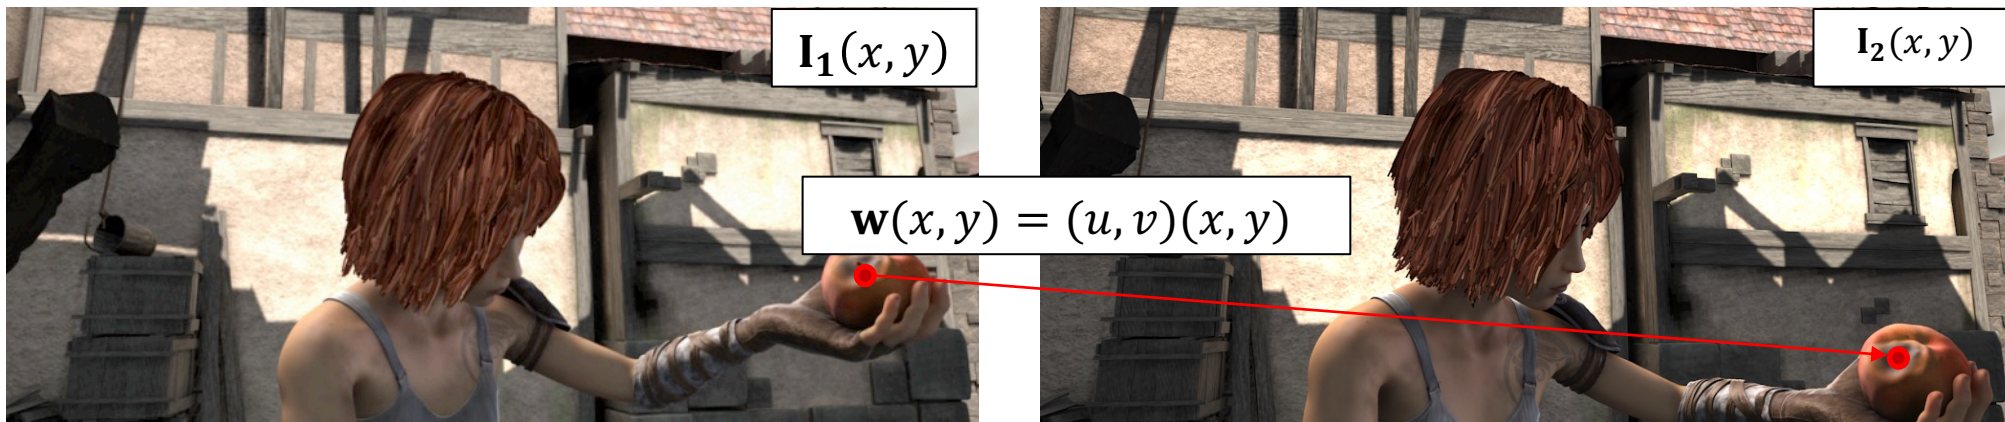 𝐈₁(𝑥, 𝑦)
𝐈₂(𝑥, 𝑦)
𝐰(𝑥, 𝑦) = (𝑢, 𝑣)(𝑥, 𝑦)